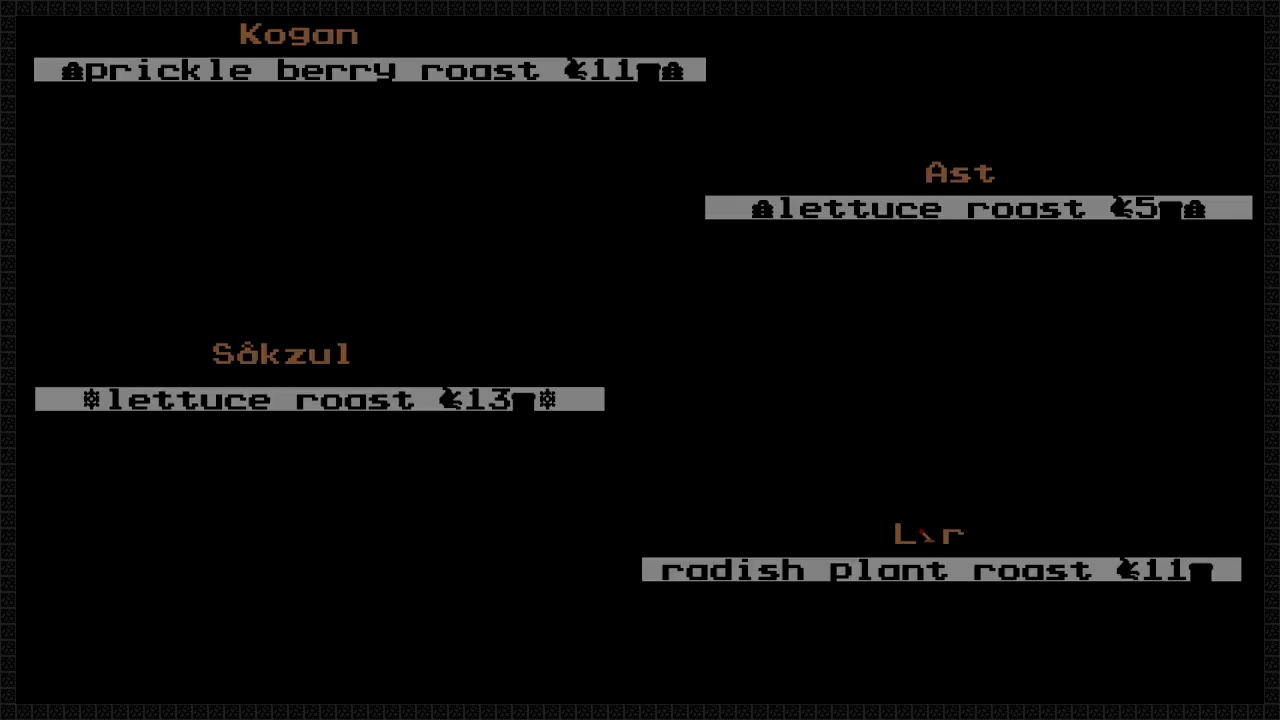 Kogan
prickle berry roast 11
Ast
lettuce roast 5
Sôkzul
lettuce roast 13
radish plant roast 11